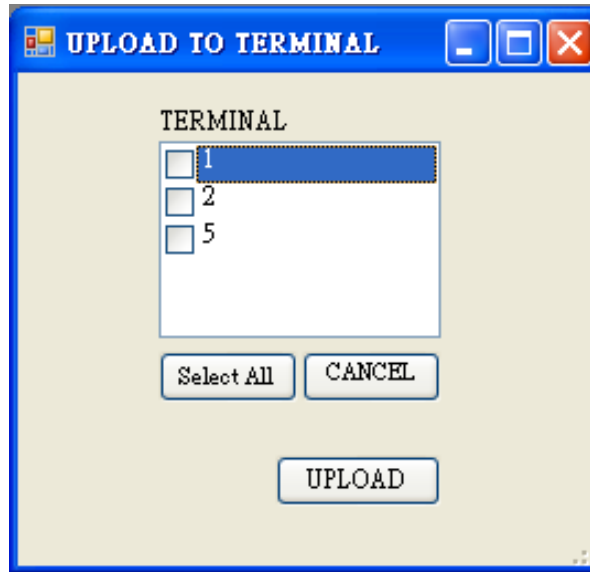 UPLOAD TO TERMINAL
TERMINAL
1
2
5
Select All CANCEL
UPLOAD